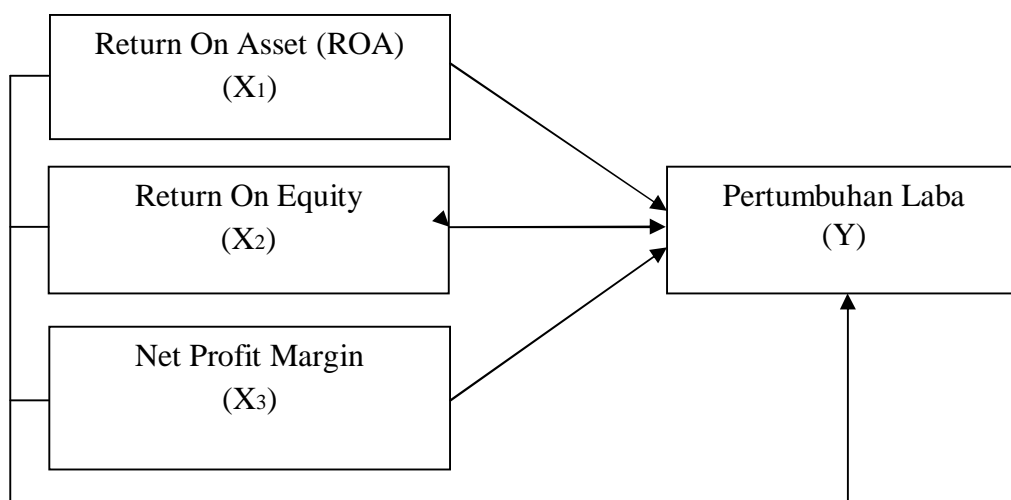 Return On Asset (ROA)
(X₁)
Return On Equity
(X₂)
Net Profit Margin
(X₃)
Pertumbuhan Laba
(Y)